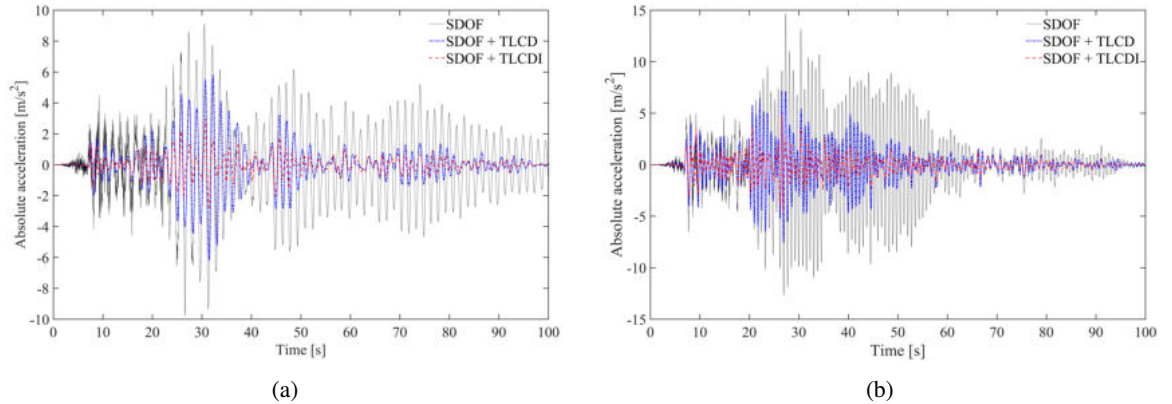 SDOF
SDOF + TLCD
SDOF + TLCDI
Absolute acceleration [m/s²]
10
8
6
4
2
0
-2
-4
-6
-8
-10
0 10 20 30 40 50 60 70 80 90 100
Time [s]
(a)
SDOF
SDOF + TLCD
SDOF + TLCDI
Absolute acceleration [m/s²]
15
10
5
0
-5
-10
-15
0 10 20 30 40 50 60 70 80 90 100
Time [s]
(b)